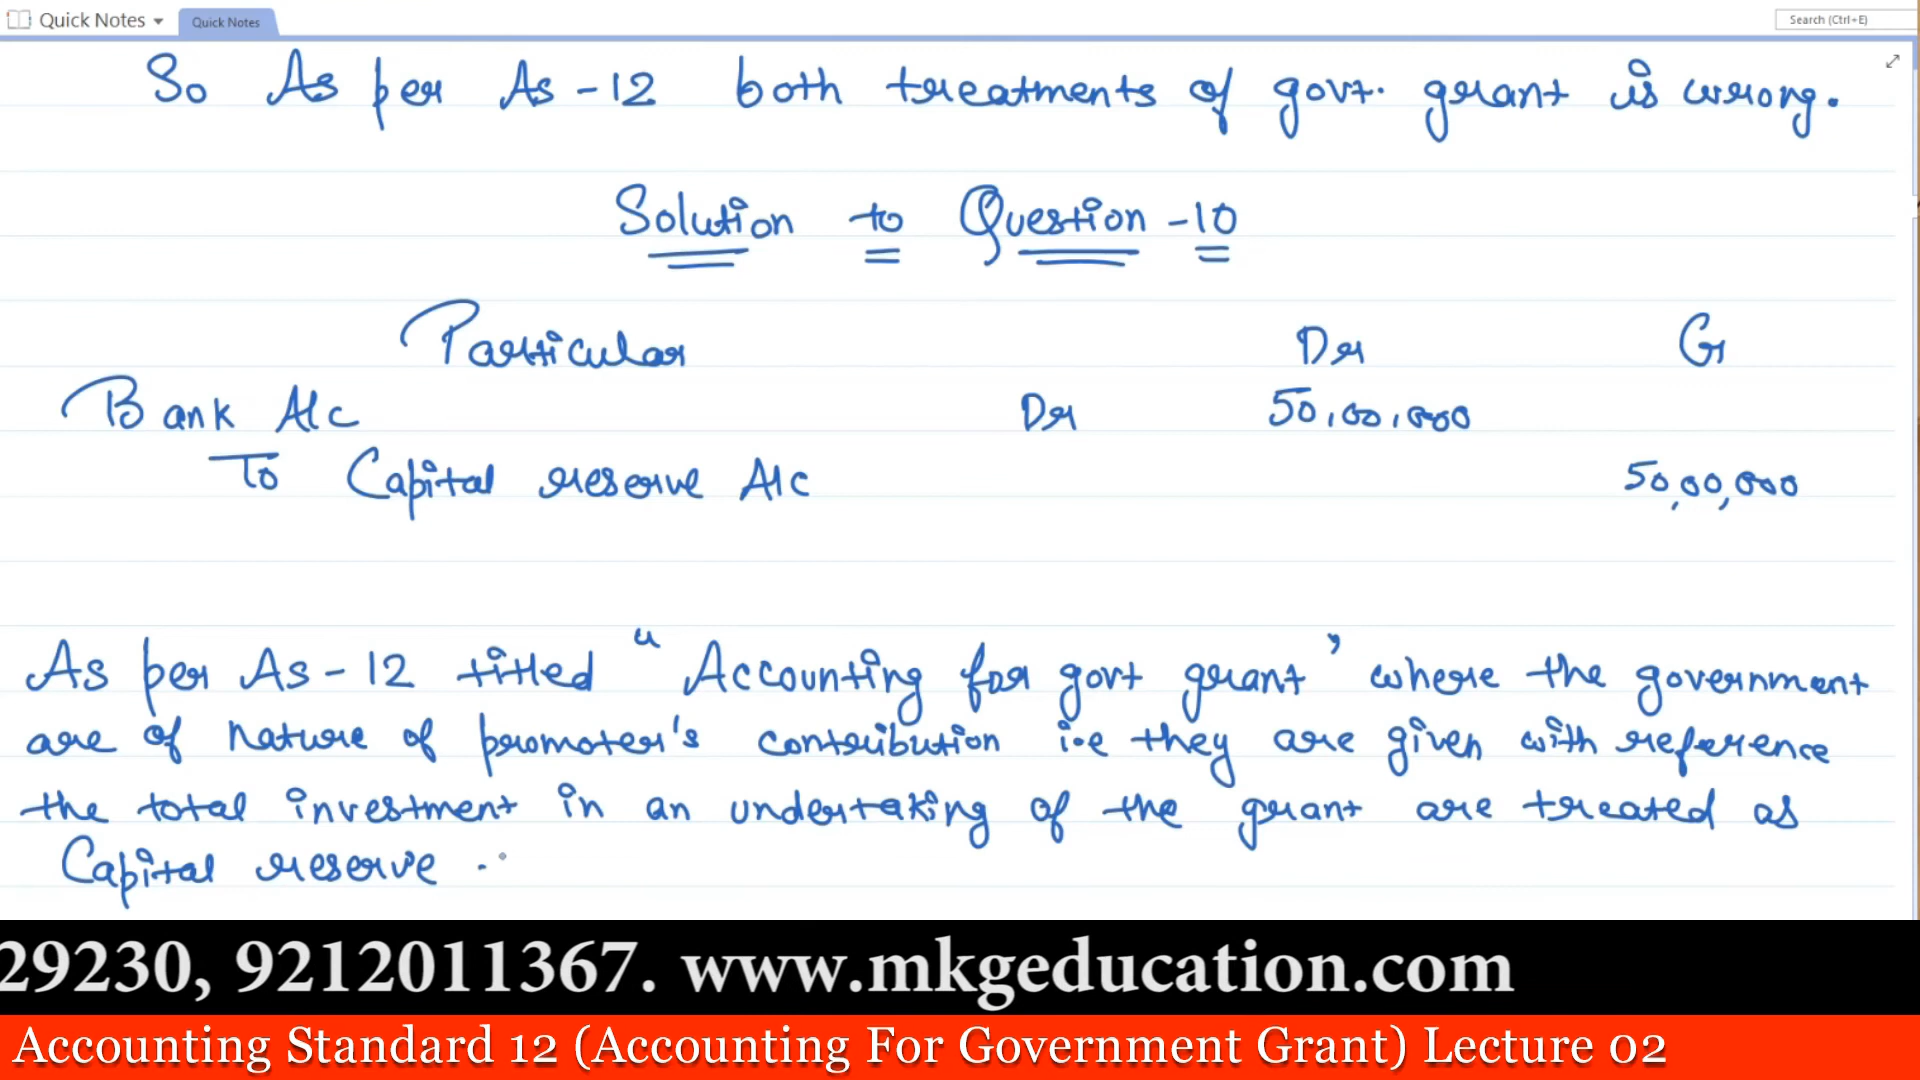 Quick Notes
Quick Notes
Search (Ctrl+E)
So As per As-12 both treatments of govt. grant is wrong.
Solution to Question-10
Particular Dr Cr
Bank A/c Dr 50,00,000
To Capital reserve A/c 50,00,000
As per As-12 titled "Accounting for govt grant" where the government
are of nature of promoter's contribution i.e they are given with reference
the total investment in an undertaking of the grant are treated as
Capital reserve.
29230, 9212011367. www.mkgeducation.com
Accounting Standard 12 (Accounting For Government Grant) Lecture 02